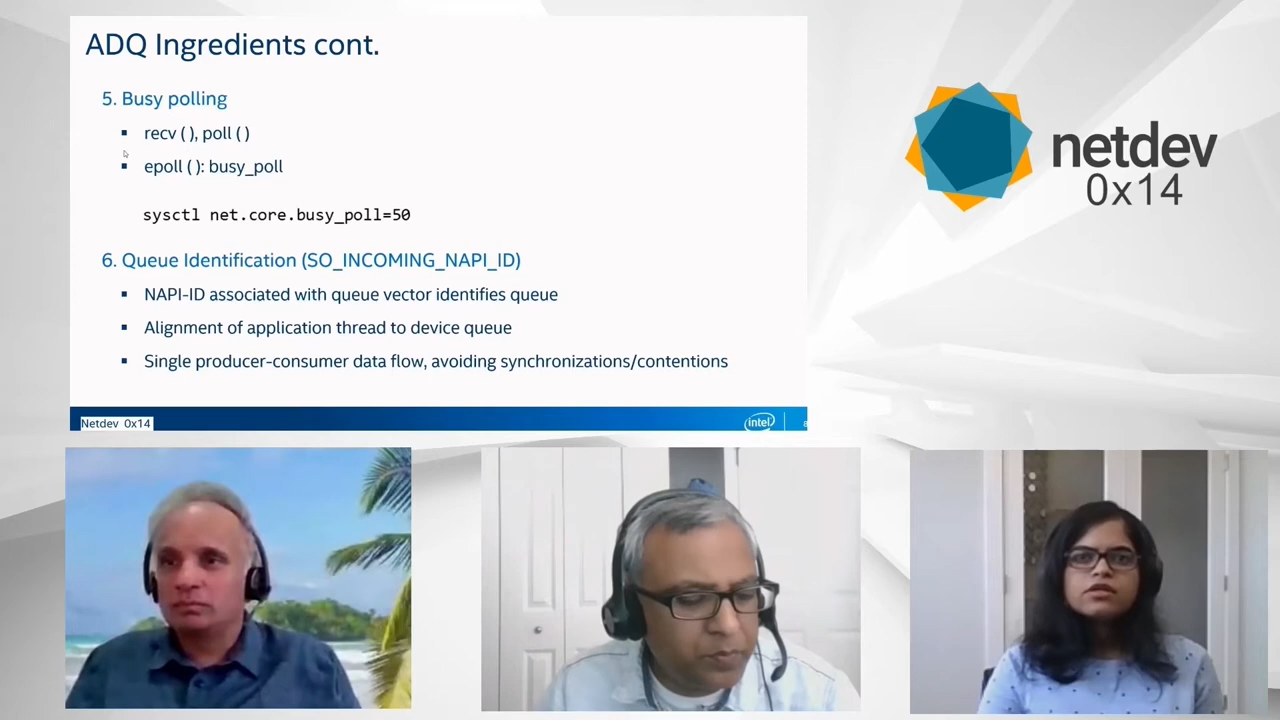 ADQ Ingredients cont.
5. Busy polling
▪ recv ( ), poll ( )
▪ epoll ( ): busy_poll
sysctl net.core.busy_poll=50
6. Queue Identification (SO_INCOMING_NAPI_ID)
▪ NAPI-ID associated with queue vector identifies queue
▪ Alignment of application thread to device queue
▪ Single producer-consumer data flow, avoiding synchronizations/contentions
Netdev 0x14
intel
netdev
0x14